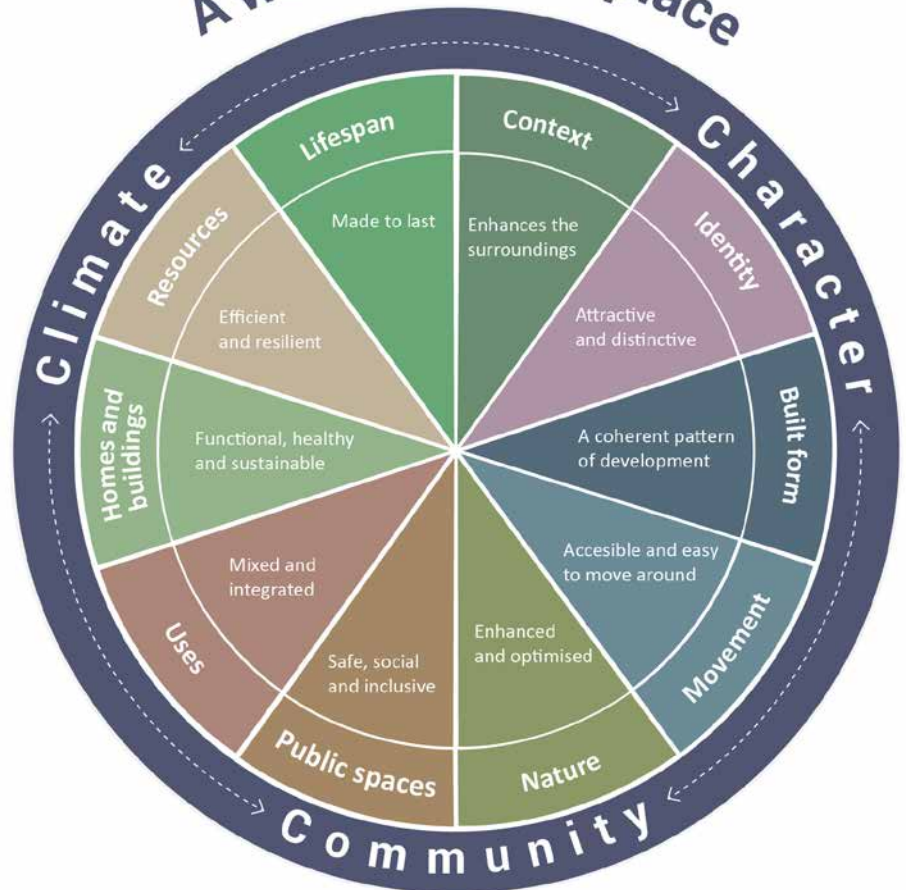 A
Climate
Character
Community
Lifespan
Made to last
Context
Enhances the
surroundings
Identity
Attractive
and distinctive
Built form
A coherent pattern
of development
Movement
Accesible and easy
to move around
Nature
Enhanced
and optimised
Public spaces
Safe, social
and inclusive
Uses
Mixed and
integrated
Homes and
buildings
Functional, healthy
and sustainable
Resources
Efficient
and resilient